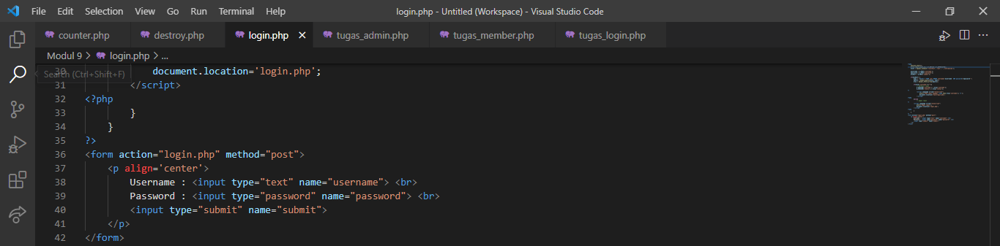 File Edit Selection View Go Run Terminal Help login.php - Untitled (Workspace) - Visual Studio Code
counter.php destroy.php login.php tugas_admin.php tugas_member.php tugas_login.php
Modul 9 > login.php > ...
Search (Ctrl+Shift+F)
30 document.location='login.php';
31 </script>
32 <?php
33 }
34 }
35 ?>
36 <form action="login.php" method="post">
37 <p align='center'>
38 Username : <input type="text" name="username"> <br>
39 Password : <input type="password" name="password"> <br>
40 <input type="submit" name="submit">
41 </p>
42 </form>